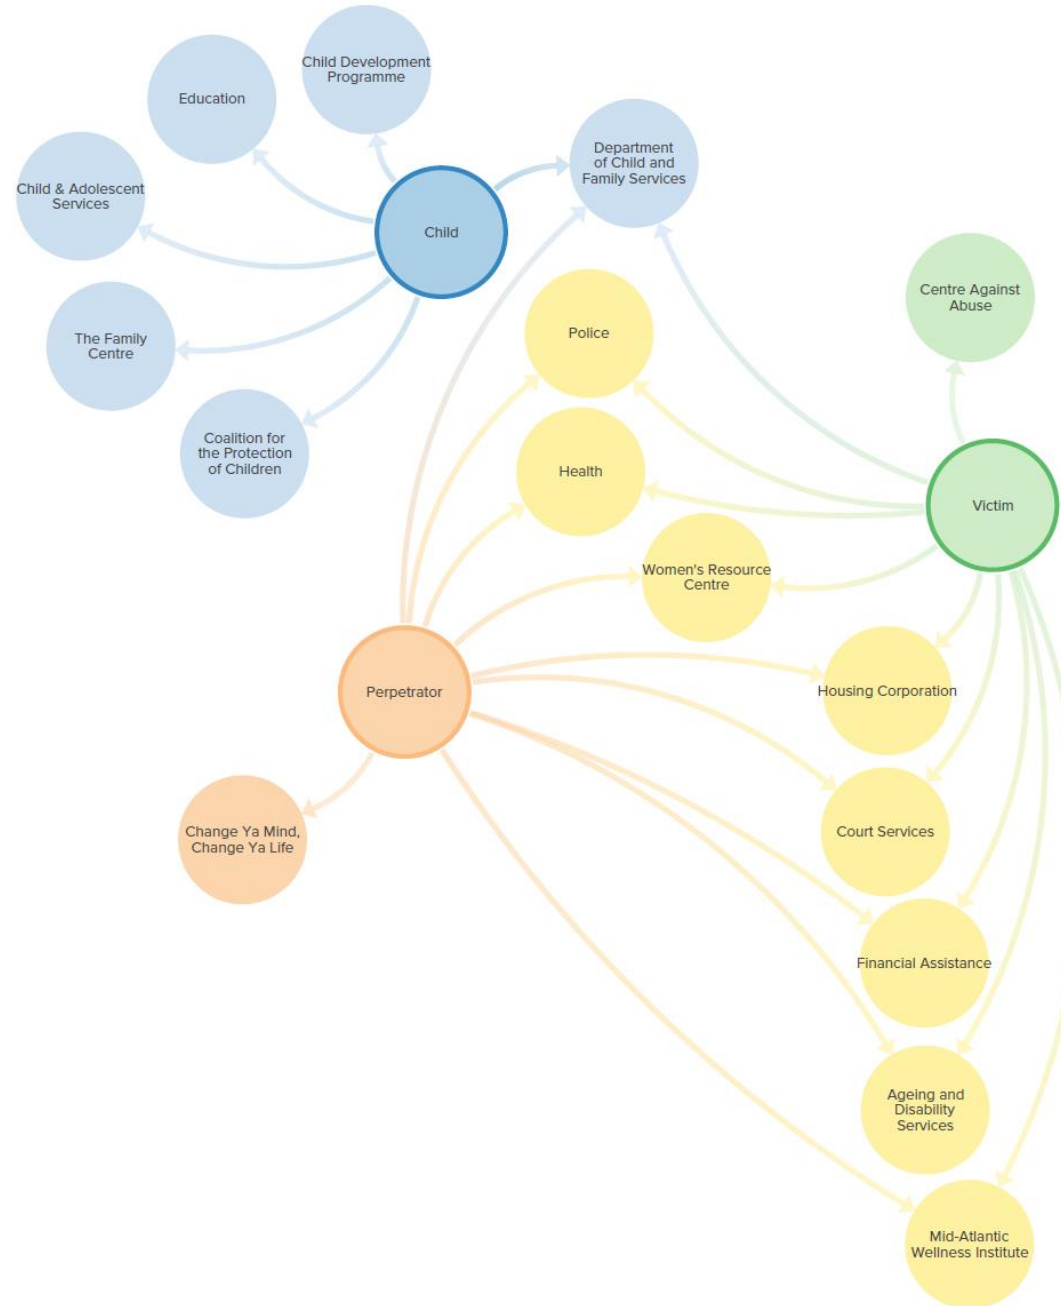 Child Development
Programme
Education
Department
of Child and
Family Services
Child & Adolescent
Services
Child
Centre Against
Abuse
The Family
Centre
Police
Coalition for
the Protection
of Children
Health
Victim
Women's Resource
Centre
Perpetrator
Housing Corporation
Change Ya Mind,
Change Ya Life
Court Services
Financial Assistance
Ageing and
Disability
Services
Mid-Atlantic
Wellness Institute